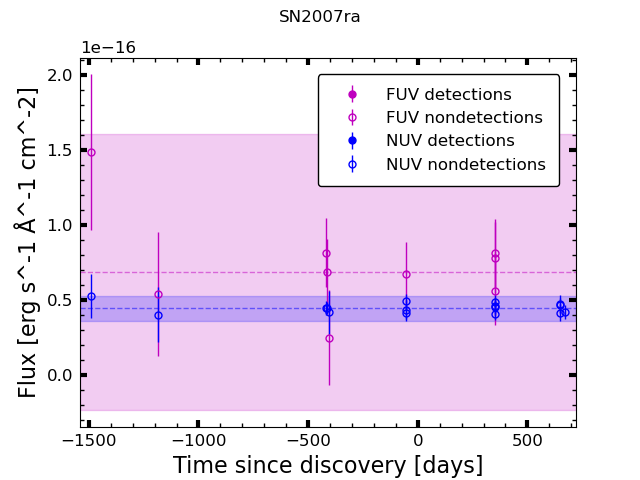 SN2007ra
1e−16
2.0
1.5
1.0
0.5
0.0
Flux [erg s^-1 Å^-1 cm^-2]
FUV detections
FUV nondetections
NUV detections
NUV nondetections
−1500 −1000 −500 0 500
Time since discovery [days]